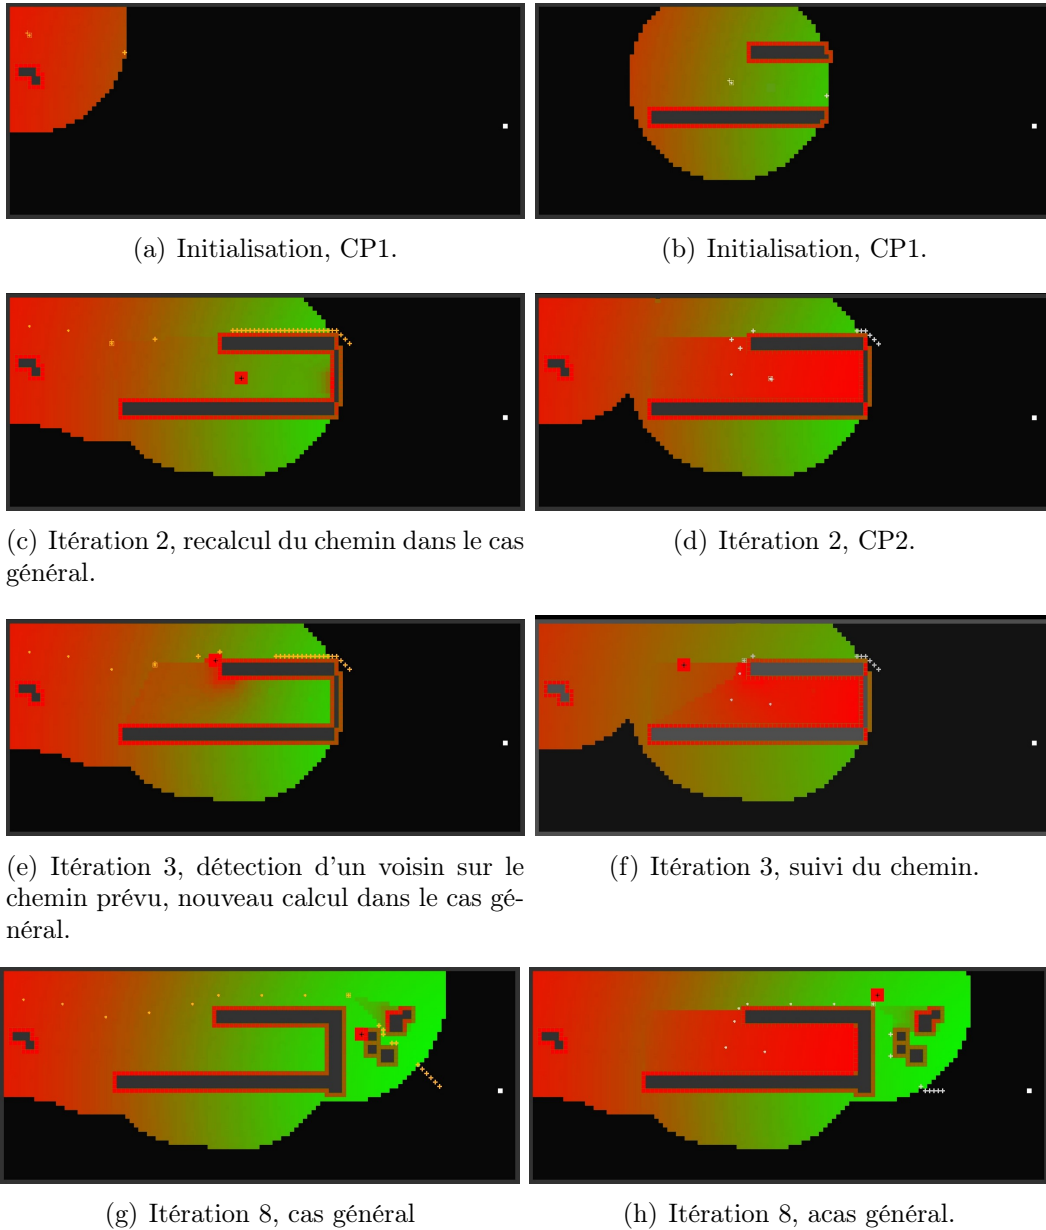 (a) Initialisation, CP1.
(b) Initialisation, CP1.
(c) Itération 2, recalcul du chemin dans le cas
général.
(d) Itération 2, CP2.
(e) Itération 3, détection d'un voisin sur le
chemin prévu, nouveau calcul dans le cas gé-
néral.
(f) Itération 3, suivi du chemin.
(g) Itération 8, cas général
(h) Itération 8, acas général.